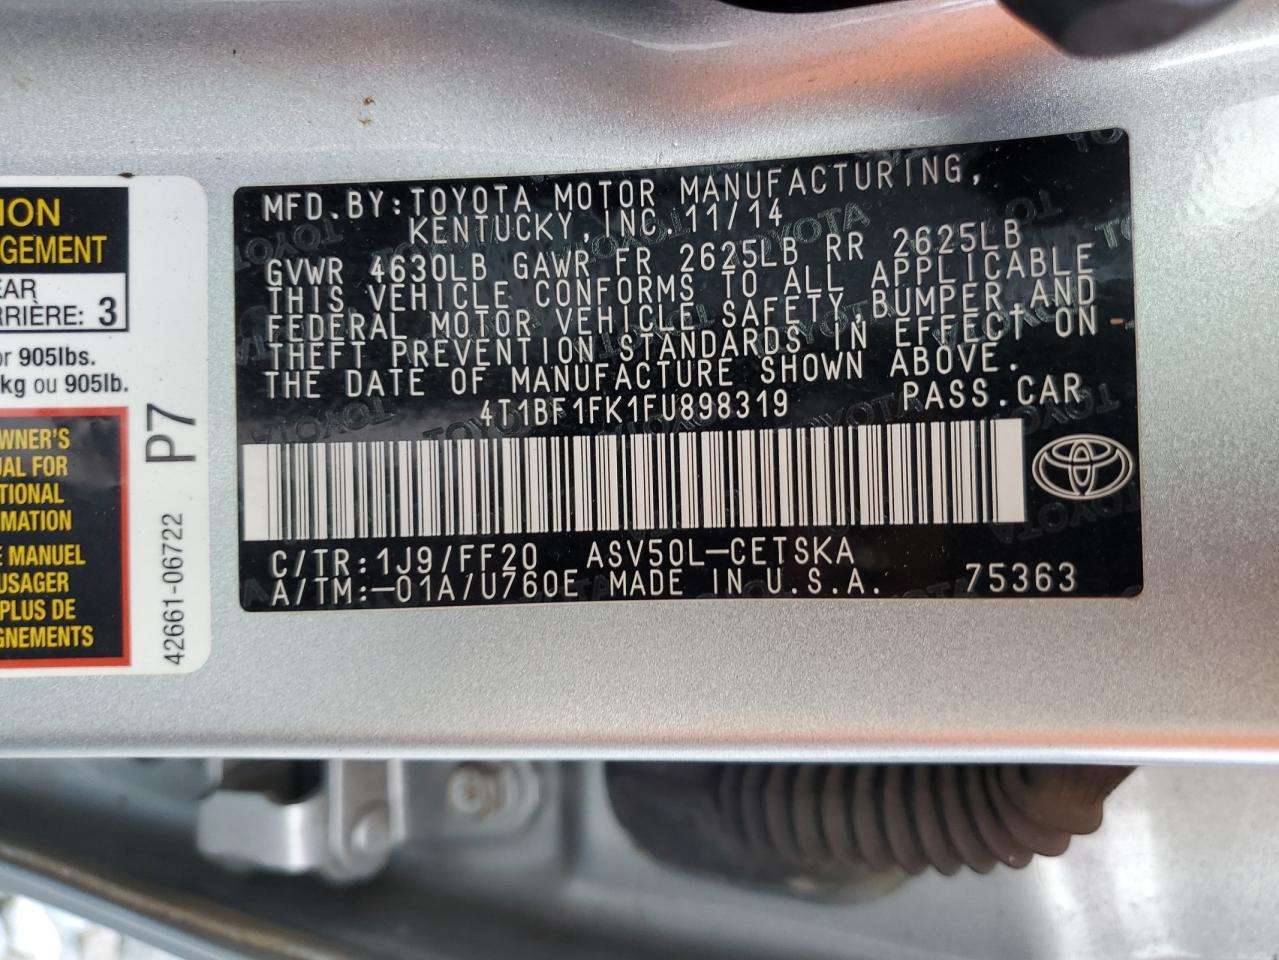 ION
GEMENT
EAR
RRIÈRE: 3
or 905lbs.
kg ou 905lb.
WNER'S
UAL FOR
TIONAL
MATION
E MANUEL
USAGER
PLUS DE
GNEMENTS
P7
42661-06722
MFD.BY:TOYOTA MOTOR MANUFACTURING,
KENTUCKY,INC.11/14
GVWR 4630LB GAWR FR 2625LB RR 2625LB
THIS VEHICLE CONFORMS TO ALL APPLICABLE
FEDERAL MOTOR VEHICLE SAFETY,BUMPER,AND
THEFT PREVENTION STANDARDS IN EFFECT ON
THE DATE OF MANUFACTURE SHOWN ABOVE.
4T1BF1FK1FU898319 PASS.CAR
C/TR:1J9/FF20 ASV50L-CETSKA
A/TM:-01A/U760E MADE IN U.S.A. 75363